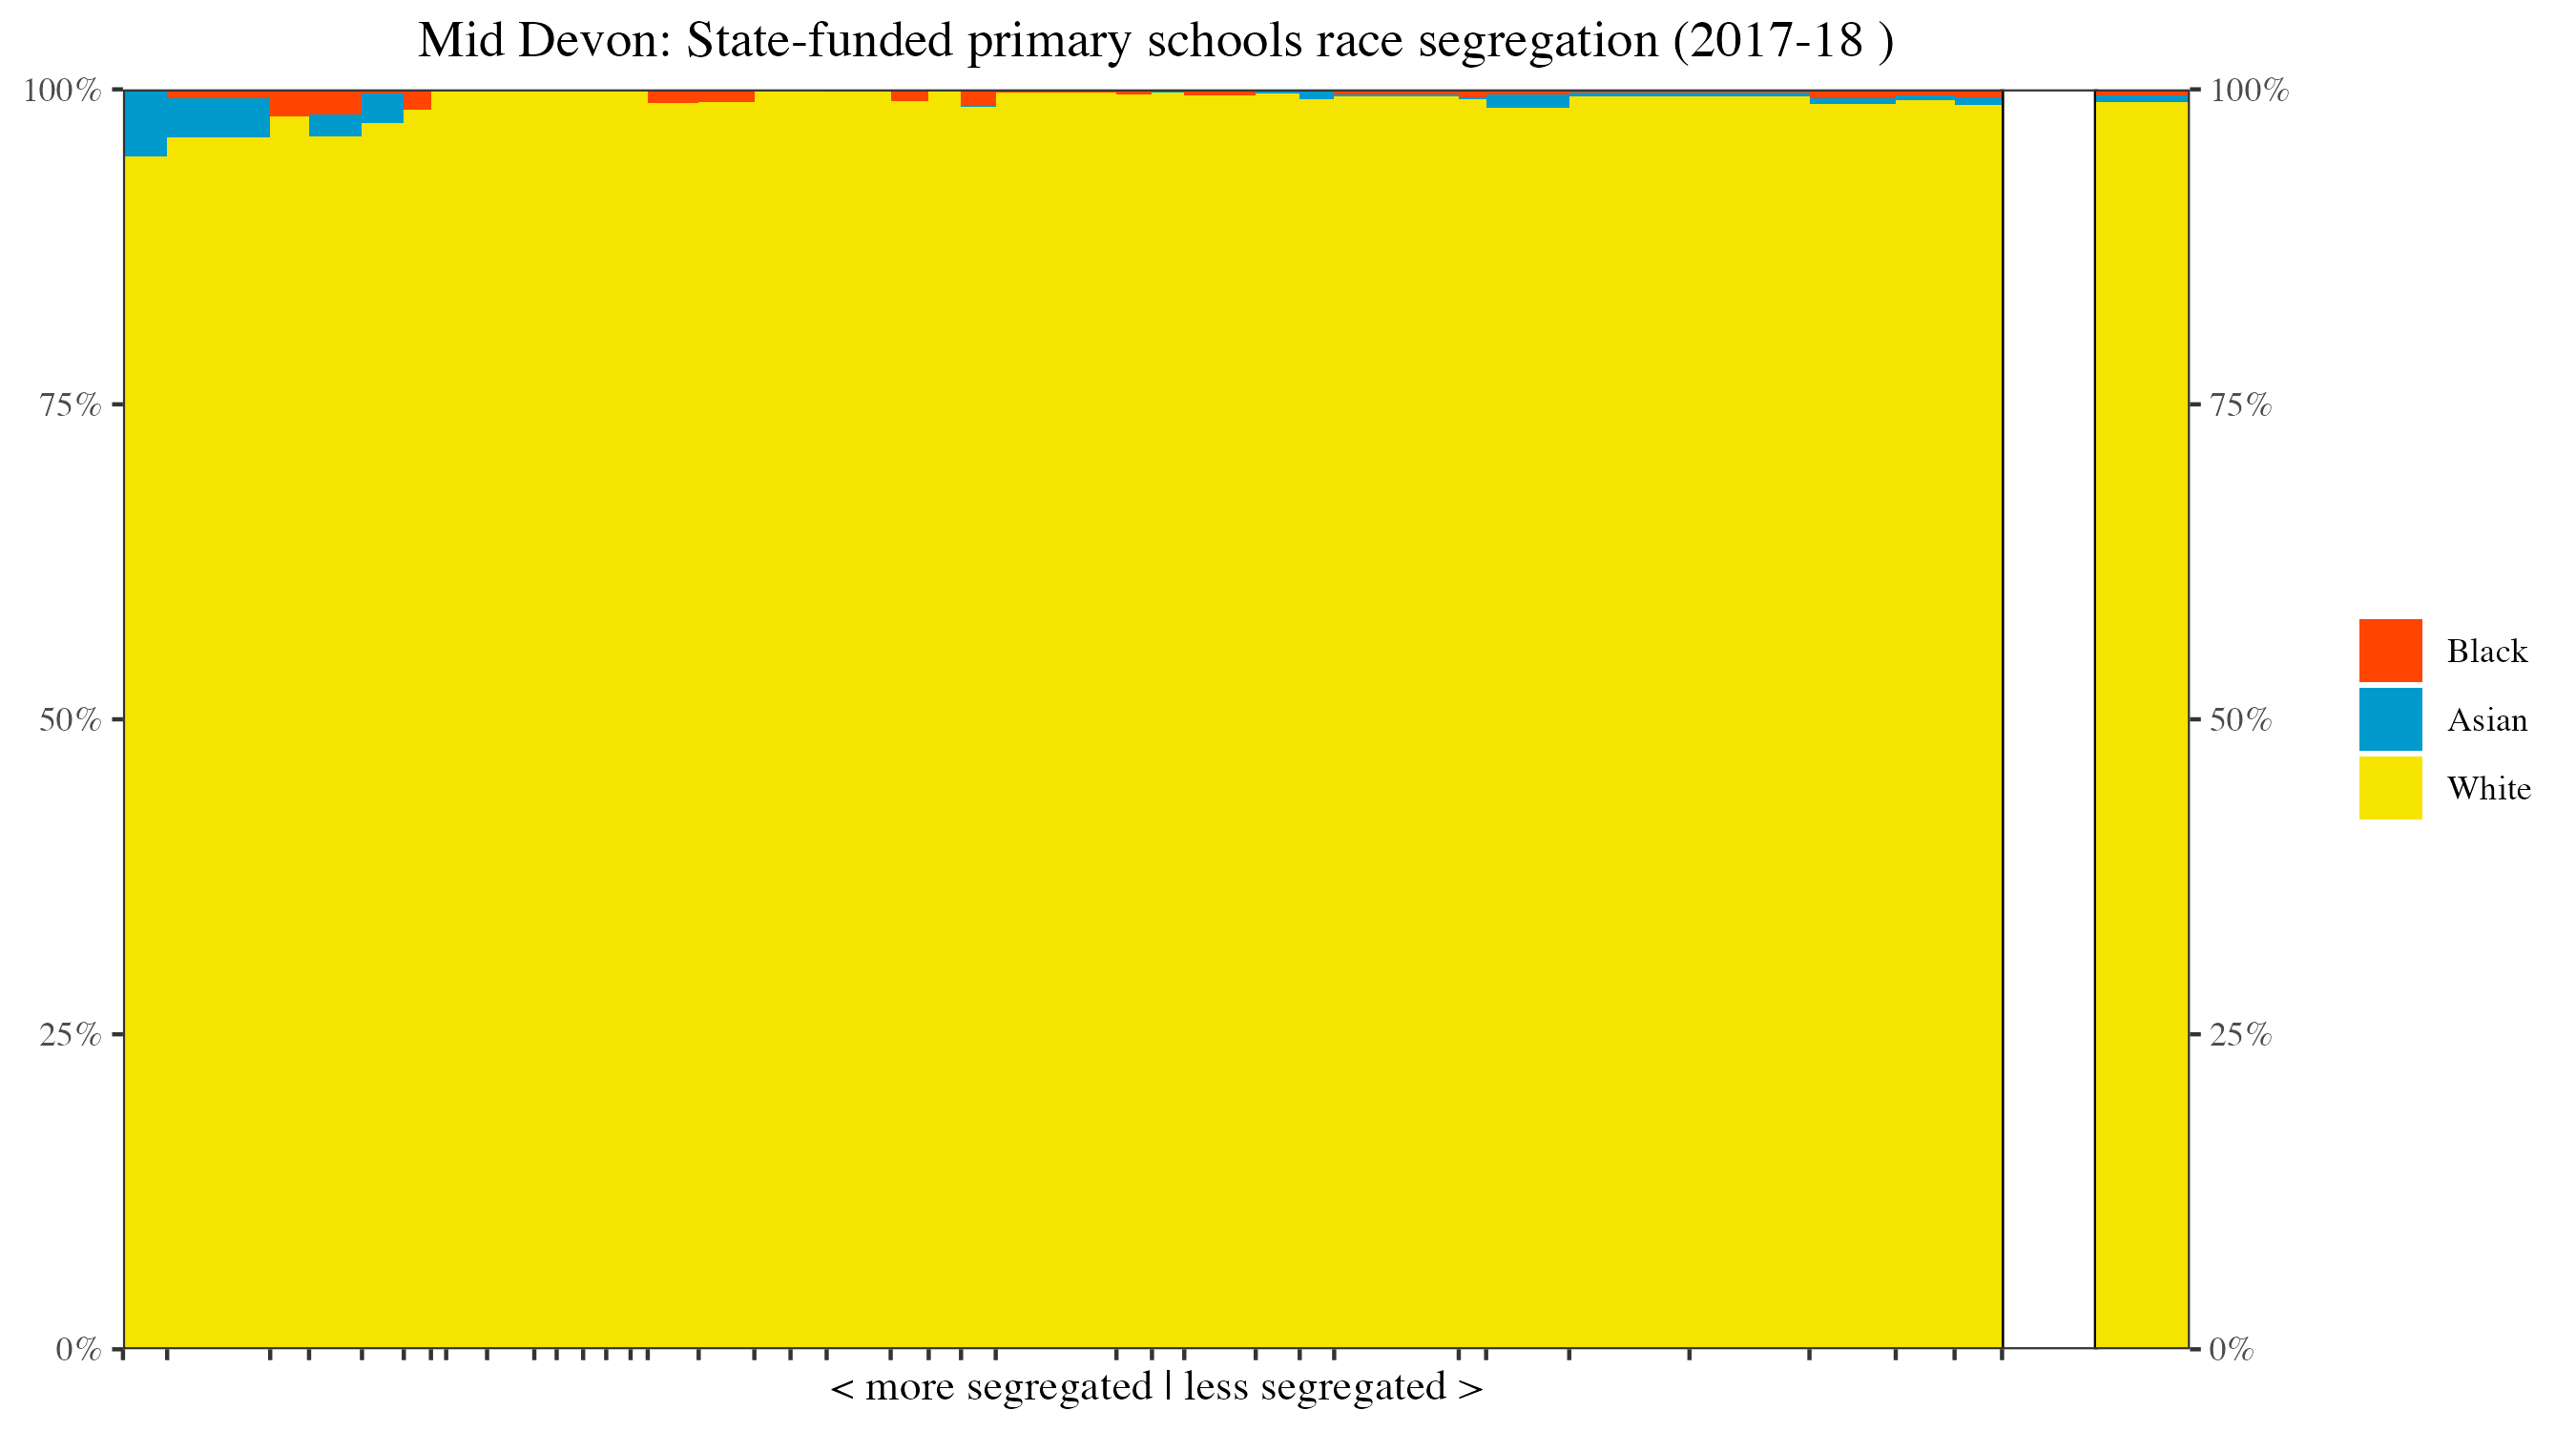 Mid Devon: State-funded primary schools race segregation (2017-18 )
100%
75%
50%
25%
0%
100%
75%
50%
25%
0%
Black
Asian
White
< more segregated | less segregated >